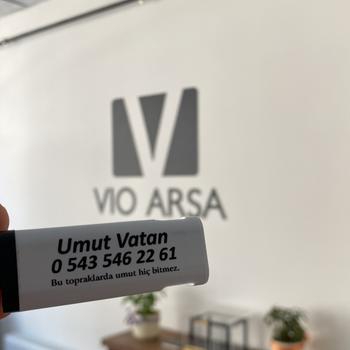 VIO ARSA
Umut Vatan
0 543 546 22 61
Bu topraklarda umut hiç bitmez.